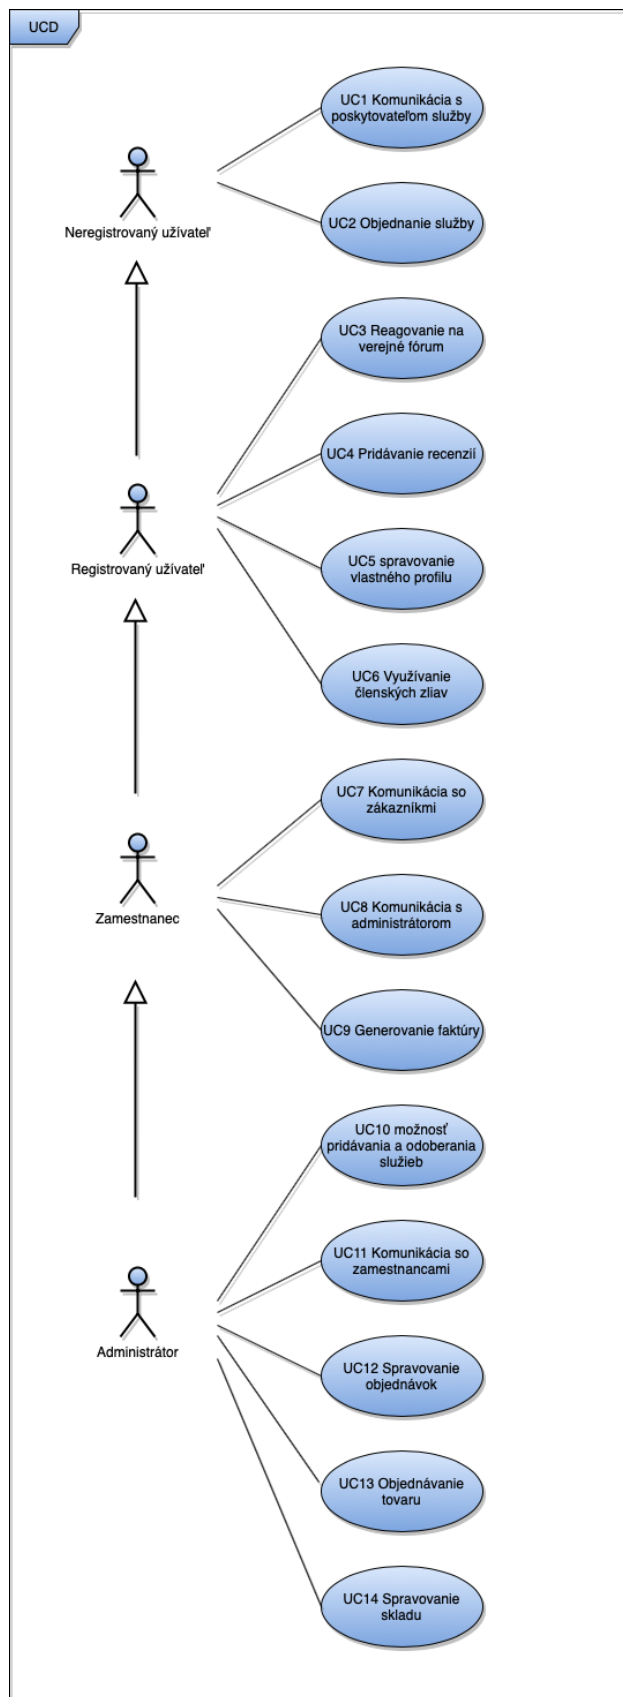 UCD
UC1 Komunikácia s
poskytovateľom služby
Neregistrovaný užívateľ
UC2 Objednanie služby
UC3 Reagovanie na
verejné fórum
UC4 Pridávanie recenzií
Registrovaný užívateľ
UC5 spravovanie
vlastného profilu
UC6 Využívanie
členských zliav
UC7 Komunikácia so
zákazníkmi
Zamestnanec
UC8 Komunikácia s
administrátorom
UC9 Generovanie faktúry
UC10 možnosť
pridávania a odoberania
služieb
UC11 Komunikácia so
zamestnancami
Administrátor
UC12 Spravovanie
objednávok
UC13 Objednávanie
tovaru
UC14 Spravovanie
skladu